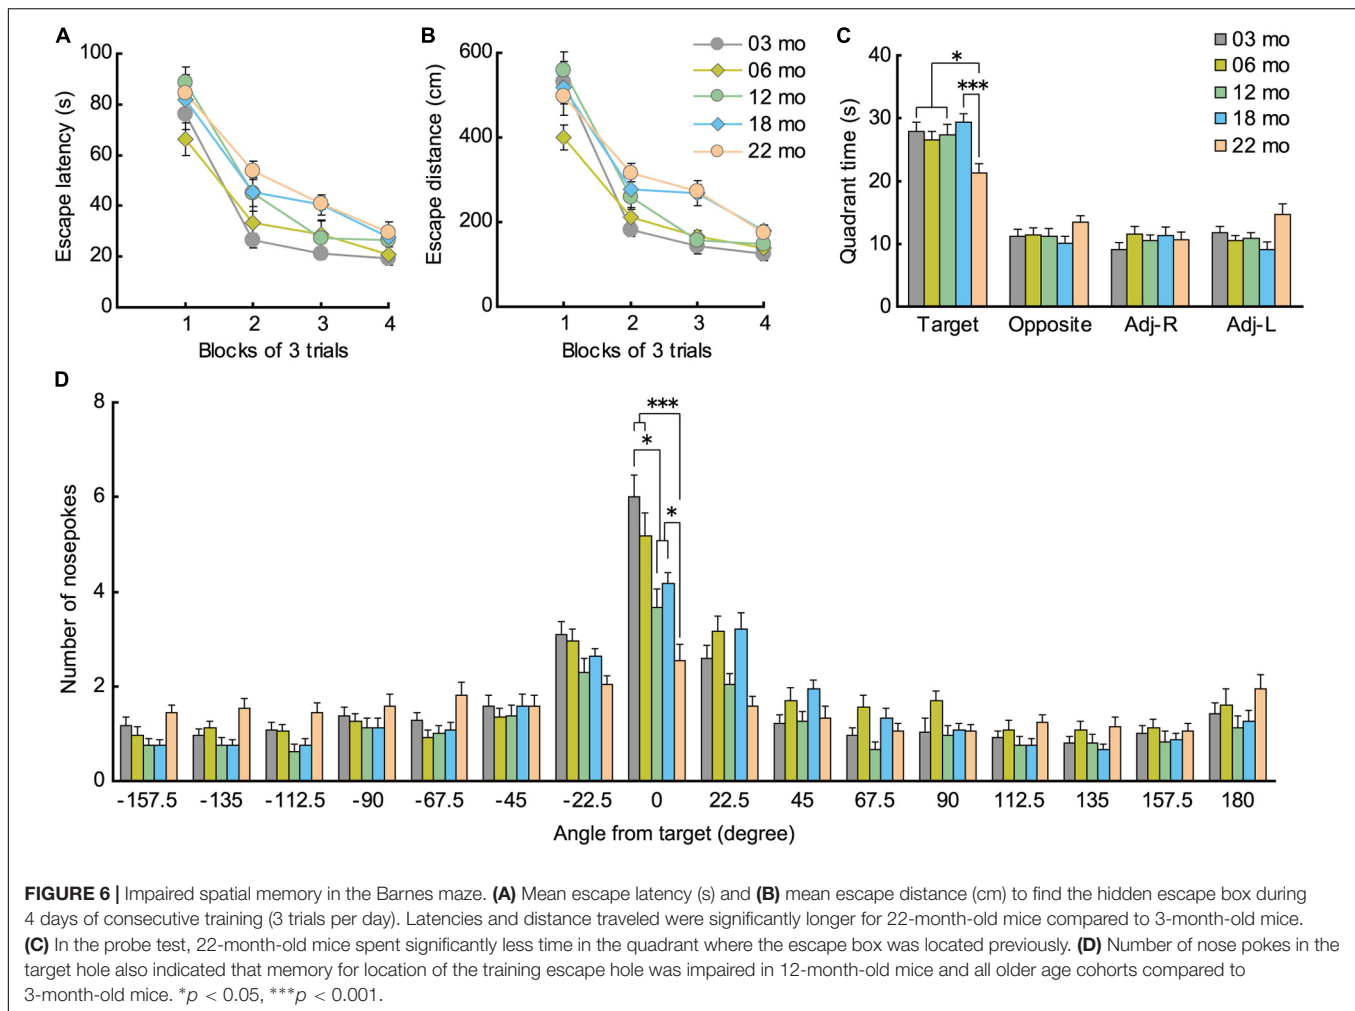 A
100
80
60
40
20
0
Escape latency (s)
1 2 3 4
Blocks of 3 trials
B
600
400
200
0
Escape distance (cm)
1 2 3 4
Blocks of 3 trials
03 mo
06 mo
12 mo
18 mo
22 mo
C
40
30
20
10
0
Quadrant time (s)
*
***
Target Opposite Adj-R Adj-L
03 mo
06 mo
12 mo
18 mo
22 mo
D
8
6
4
2
0
Number of nosepokes
***
*
*
-157.5 -135 -112.5 -90 -67.5 -45 -22.5 0 22.5 45 67.5 90 112.5 135 157.5 180
Angle from target (degree)
FIGURE 6 | Impaired spatial memory in the Barnes maze. (A) Mean escape latency (s) and (B) mean escape distance (cm) to find the hidden escape box during
4 days of consecutive training (3 trials per day). Latencies and distance traveled were significantly longer for 22-month-old mice compared to 3-month-old mice.
(C) In the probe test, 22-month-old mice spent significantly less time in the quadrant where the escape box was located previously. (D) Number of nose pokes in the
target hole also indicated that memory for location of the training escape hole was impaired in 12-month-old mice and all older age cohorts compared to
3-month-old mice. *p < 0.05, ***p < 0.001.